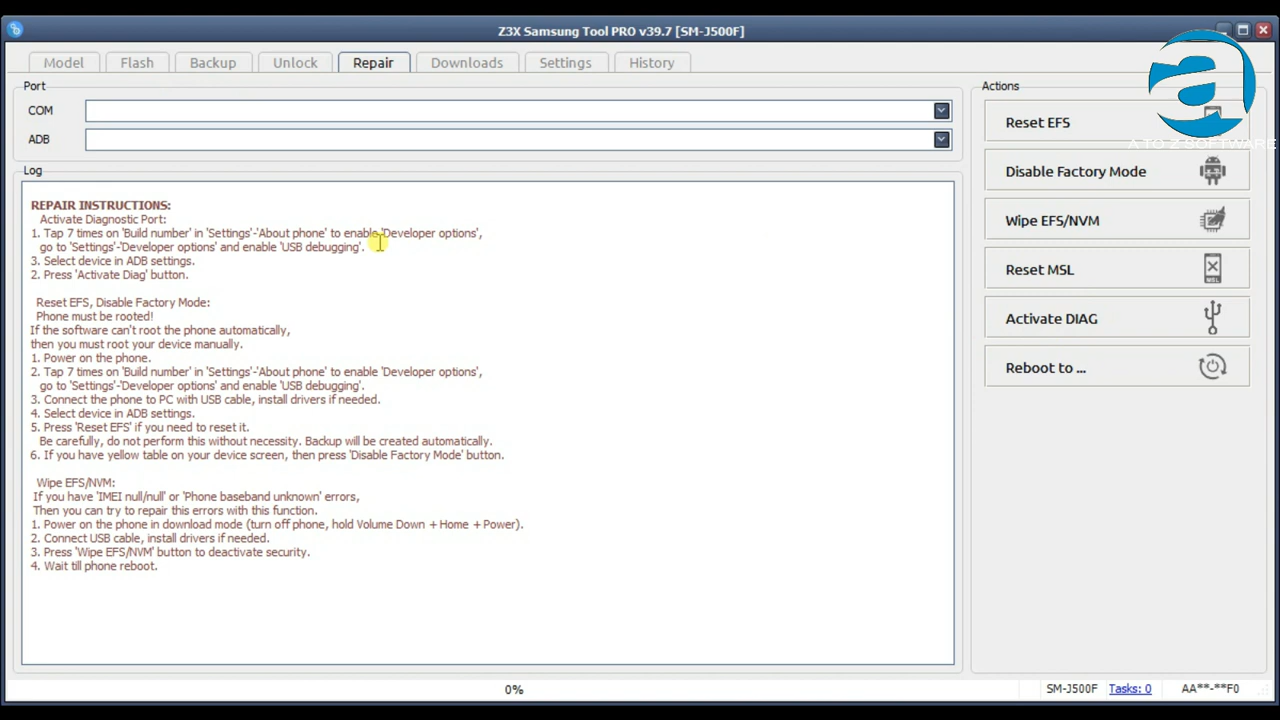 Z3X Samsung Tool PRO v39.7 [SM-J500F]
Model Flash Backup Unlock Repair Downloads Settings History
Port
COM
ADB
Log
REPAIR INSTRUCTIONS:
Activate Diagnostic Port:
1. Tap 7 times on 'Build number' in 'Settings'-'About phone' to enable 'Developer options',
go to 'Settings'-'Developer options' and enable 'USB debugging'.
3. Select device in ADB settings.
2. Press 'Activate Diag' button.
Reset EFS, Disable Factory Mode:
Phone must be rooted!
If the software can't root the phone automatically,
then you must root your device manually.
1. Power on the phone.
2. Tap 7 times on 'Build number' in 'Settings'-'About phone' to enable 'Developer options',
go to 'Settings'-'Developer options' and enable 'USB debugging'.
3. Connect the phone to PC with USB cable, install drivers if needed.
4. Select device in ADB settings.
5. Press 'Reset EFS' if you need to reset it.
Be carefully, do not perform this without necessity. Backup will be created automatically.
6. If you have yellow table on your device screen, then press 'Disable Factory Mode' button.
Wipe EFS/NVM:
If you have 'IMEI null/null' or 'Phone baseband unknown' errors,
Then you can try to repair this errors with this function.
1. Power on the phone in download mode (turn off phone, hold Volume Down + Home + Power).
2. Connect USB cable, install drivers if needed.
3. Press 'Wipe EFS/NVM' button to deactivate security.
4. Wait till phone reboot.
Actions
Reset EFS
Disable Factory Mode
Wipe EFS/NVM
Reset MSL
MSL
Activate DIAG
Reboot to ...
a
A TO Z SOFTWARE
0%
SM-J500F Tasks: 0 AA**-**F0